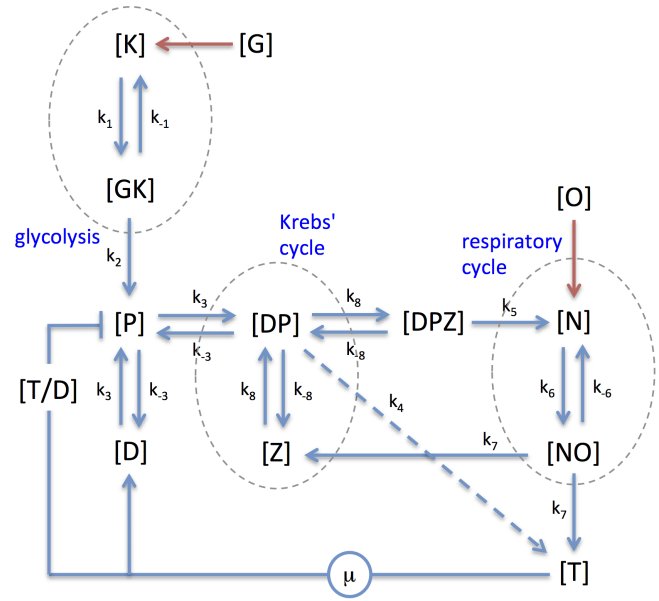 [K]
[G]
k1
k-1
[GK]
glycolysis
k2
Krebs'
cycle
[O]
respiratory
cycle
[P]
k3
k-3
[DP]
k8
k-8
[DPZ]
k5
[N]
[T/D]
k3
k-3
k8
k-8
k4
k6
k-6
[D]
[Z]
k7
[NO]
k7
μ
[T]